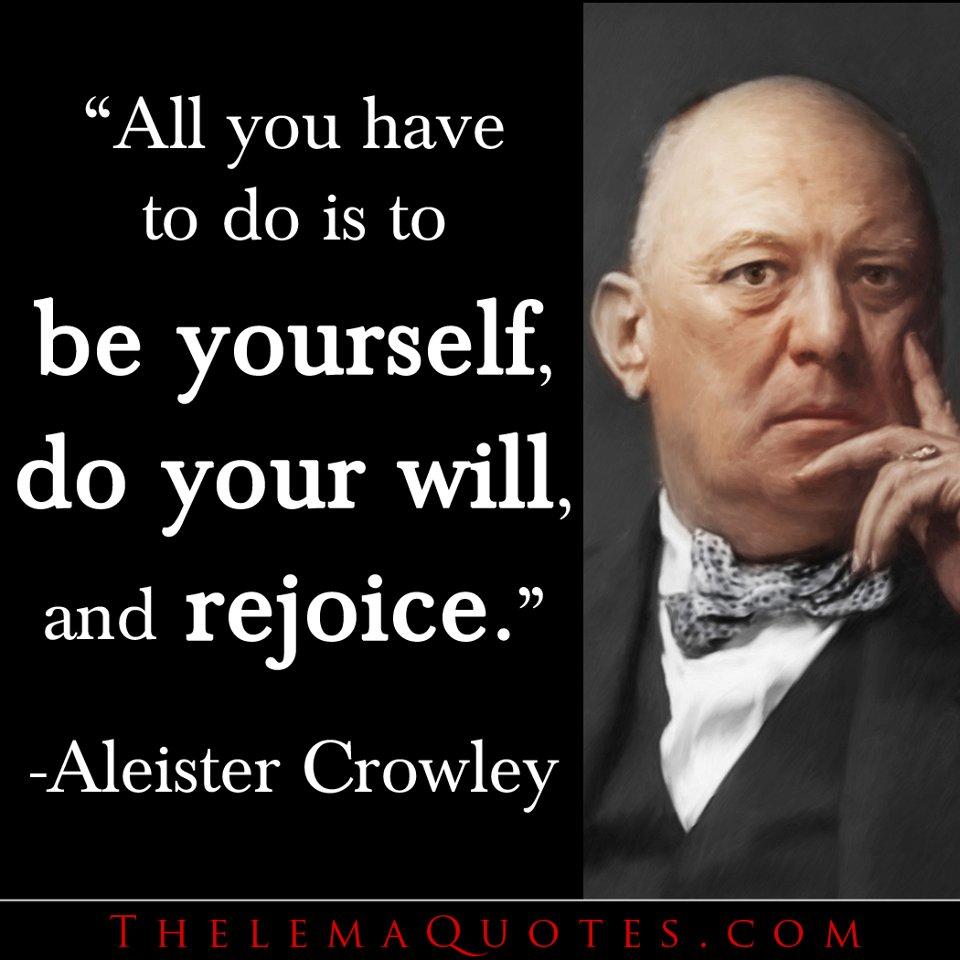 “All you have
to do is to
be yourself,
do your will,
and rejoice.”
-Aleister Crowley
THELEMAQUOTES.COM